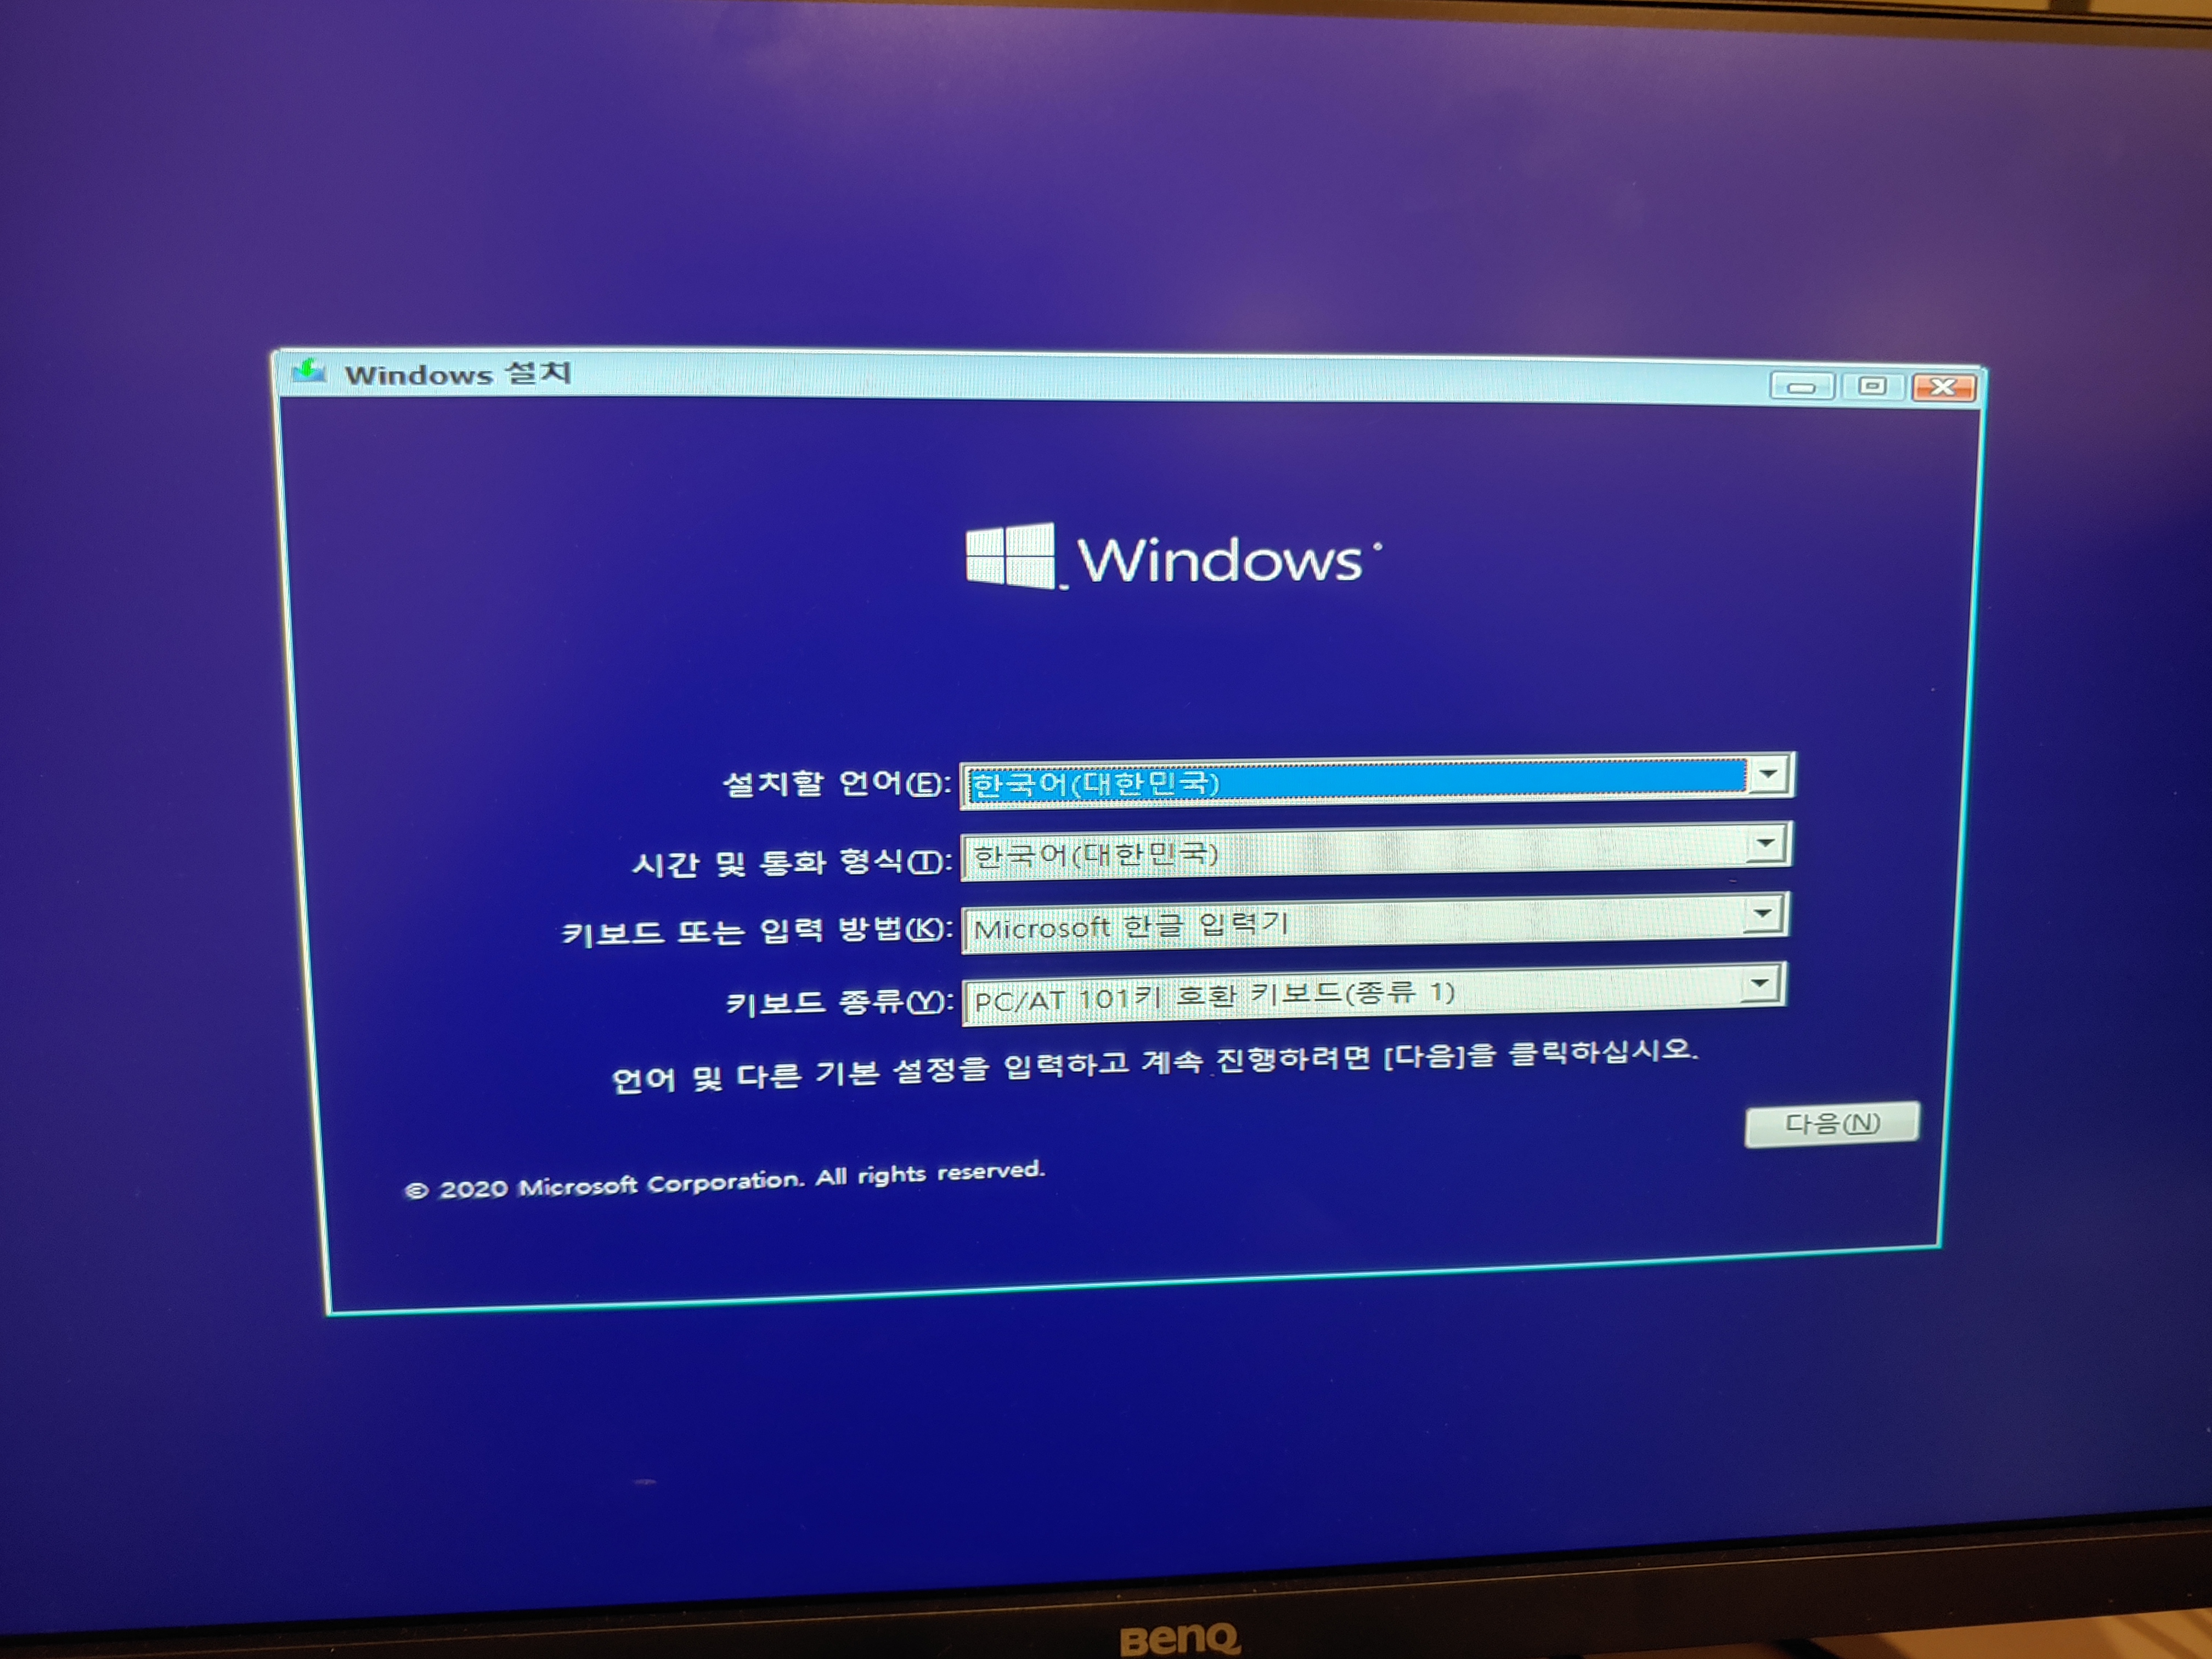 Windows 설치
Windows
설치할 언어(E): 한국어(대한민국)
시간 및 통화 형식(T): 한국어(대한민국)
키보드 또는 입력 방법(K): Microsoft 한글 입력기
키보드 종류(Y): PC/AT 101키 호환 키보드(종류 1)
언어 및 다른 기본 설정을 입력하고 계속 진행하려면 [다음]을 클릭하십시오.
다음(N)
© 2020 Microsoft Corporation. All rights reserved.
BenQ